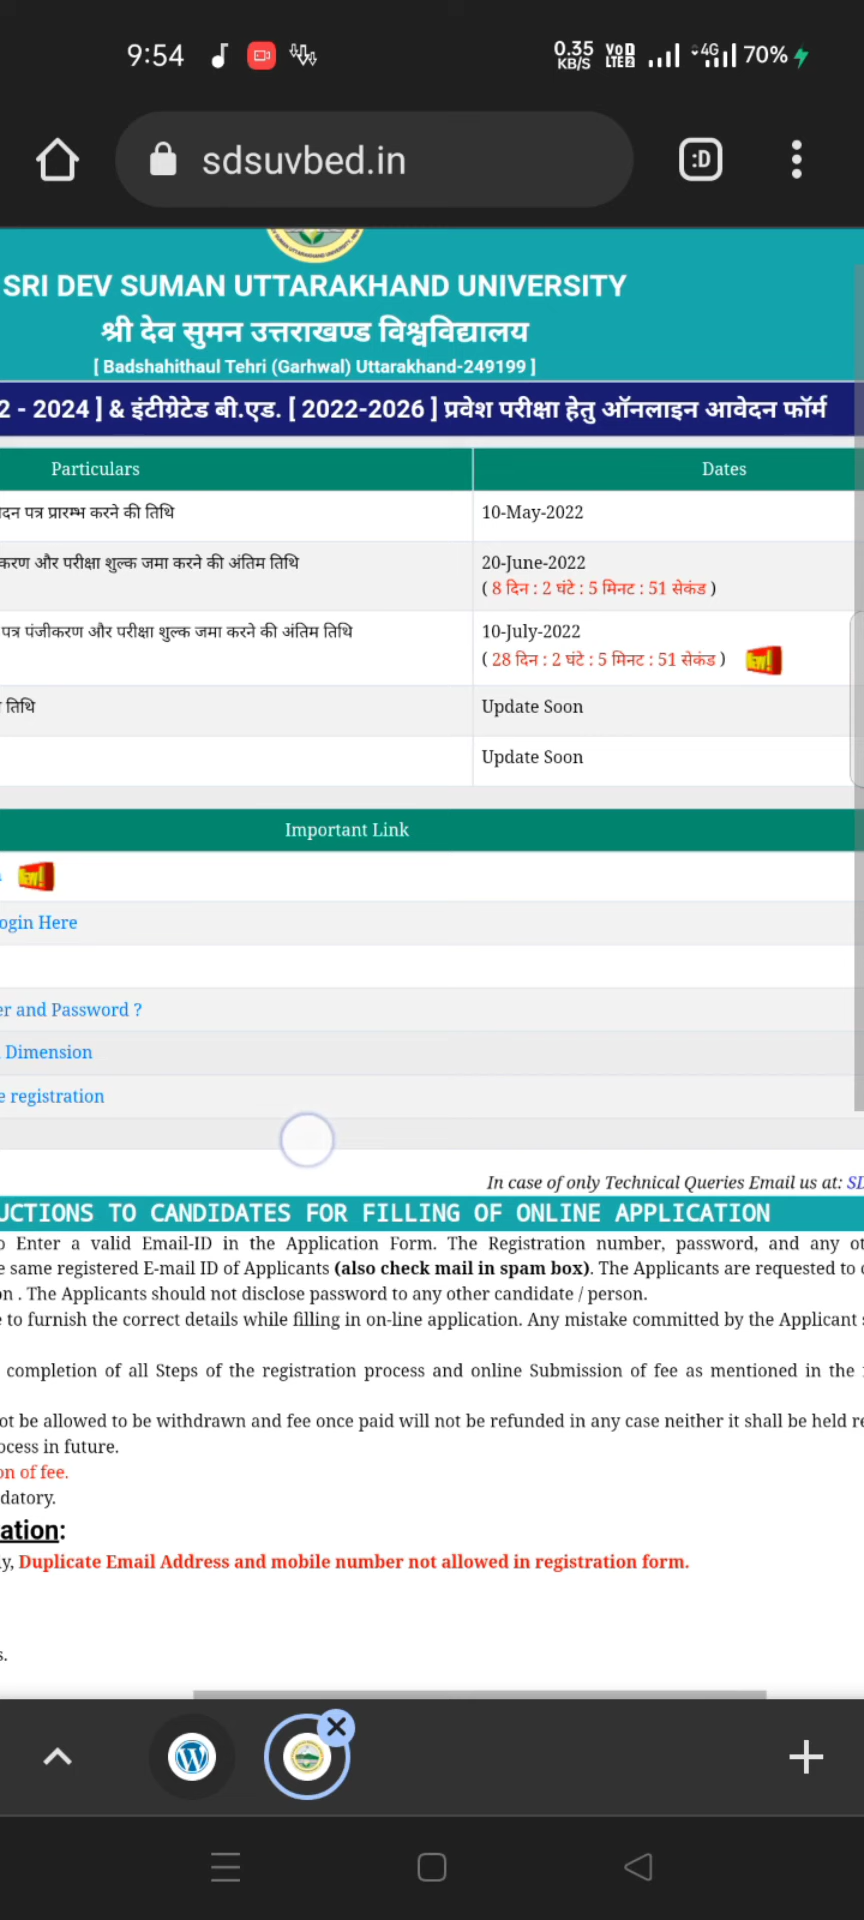 9:54
0.35 KB/S
VoD LTE 2
4G
70%
sdsuvbed.in
:D
SRI DEV SUMAN UTTARAKHAND UNIVERSITY
श्री देव सुमन उत्तराखण्ड विश्वविद्यालय
[ Badshahithaul Tehri (Garhwal) Uttarakhand-249199 ]
2 - 2024 ] & इंटीग्रेटेड बी.एड. [ 2022-2026 ] प्रवेश परीक्षा हेतु ऑनलाइन आवेदन फॉर्म
Particulars
Dates
दन पत्र प्रारम्भ करने की तिथि
10-May-2022
करण और परीक्षा शुल्क जमा करने की अंतिम तिथि
20-June-2022
( 8 दिन : 2 घंटे : 5 मिनट : 51 सेकंड )
पत्र पंजीकरण और परीक्षा शुल्क जमा करने की अंतिम तिथि
10-July-2022
( 28 दिन : 2 घंटे : 5 मिनट : 51 सेकंड )
तिथि
Update Soon
Update Soon
Important Link
ogin Here
er and Password ?
Dimension
e registration
In case of only Technical Queries Email us at: SD
UCTIONS TO CANDIDATES FOR FILLING OF ONLINE APPLICATION
o Enter a valid Email-ID in the Application Form. The Registration number, password, and any ot
e same registered E-mail ID of Applicants (also check mail in spam box). The Applicants are requested to
on . The Applicants should not disclose password to any other candidate / person.
e to furnish the correct details while filling in on-line application. Any mistake committed by the Applicant
completion of all Steps of the registration process and online Submission of fee as mentioned in the
ot be allowed to be withdrawn and fee once paid will not be refunded in any case neither it shall be held re
ocess in future.
on of fee.
datory.
ation:
y, Duplicate Email Address and mobile number not allowed in registration form.
s.